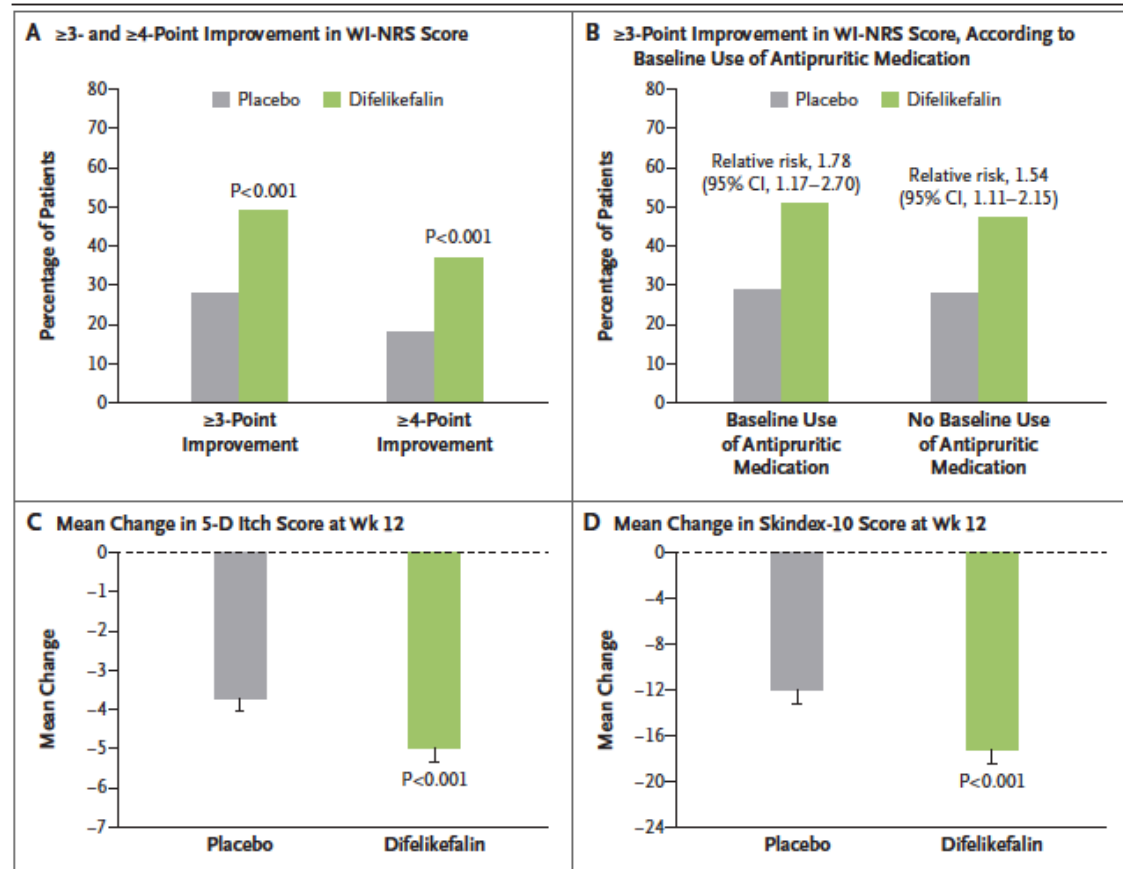 A ≥3- and ≥4-Point Improvement in WI-NRS Score
Placebo
Difelikefalin
Percentage of Patients
80
70
60
50
40
30
20
10
0
P<0.001
P<0.001
≥3-Point
Improvement
≥4-Point
Improvement
B ≥3-Point Improvement in WI-NRS Score, According to
Baseline Use of Antipruritic Medication
Placebo
Difelikefalin
Percentage of Patients
80
70
60
50
40
30
20
10
0
Relative risk, 1.78
(95% CI, 1.17–2.70)
Relative risk, 1.54
(95% CI, 1.11–2.15)
Baseline Use
of Antipruritic
Medication
No Baseline Use
of Antipruritic
Medication
C Mean Change in 5-D Itch Score at Wk 12
Mean Change
0
−1
−2
−3
−4
−5
−6
−7
P<0.001
Placebo
Difelikefalin
D Mean Change in Skindex-10 Score at Wk 12
Mean Change
0
−4
−8
−12
−16
−20
−24
P<0.001
Placebo
Difelikefalin